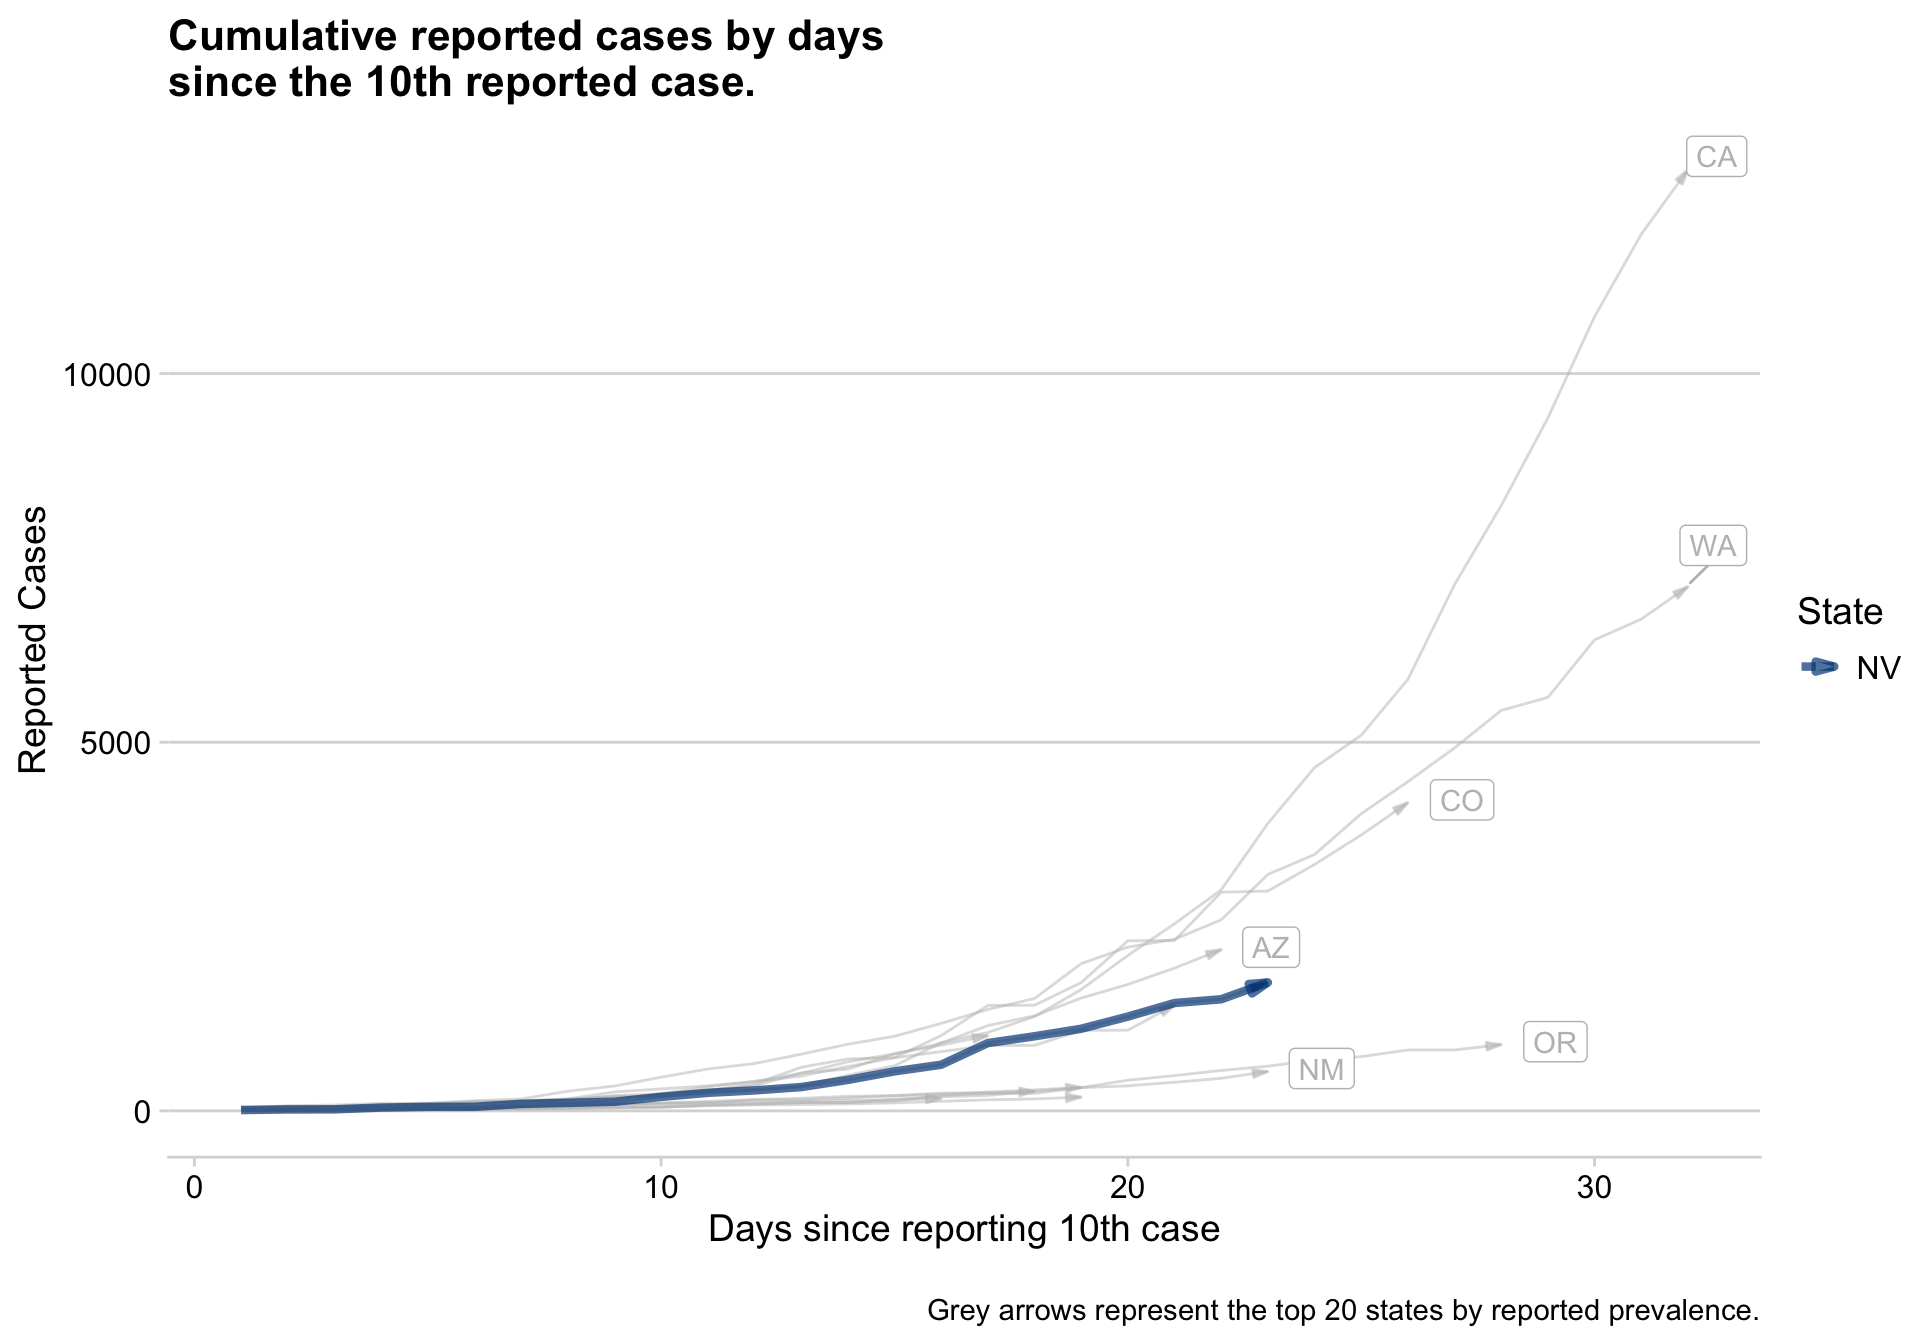 Cumulative reported cases by days
since the 10th reported case.
CA
10000
WA
Reported Cases
State
NV
5000
CO
AZ
OR
NM
0
0 10 20 30
Days since reporting 10th case
Grey arrows represent the top 20 states by reported prevalence.